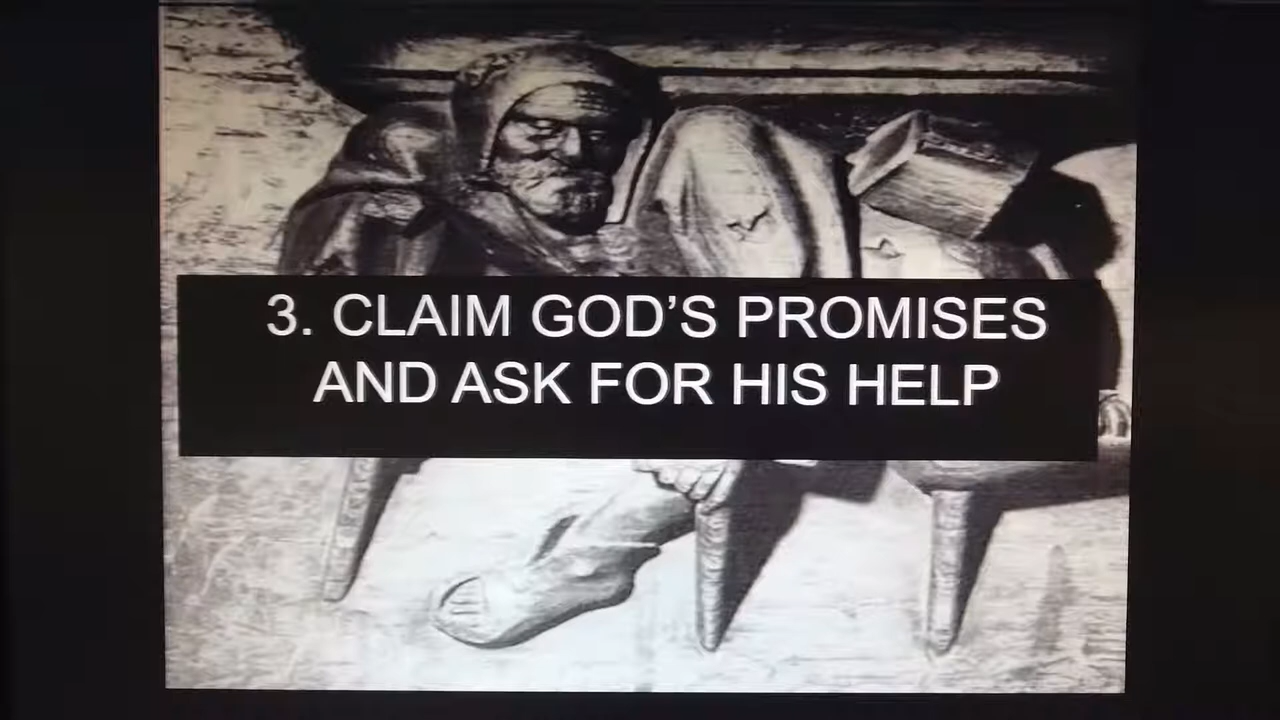 3. CLAIM GOD’S PROMISES
AND ASK FOR HIS HELP